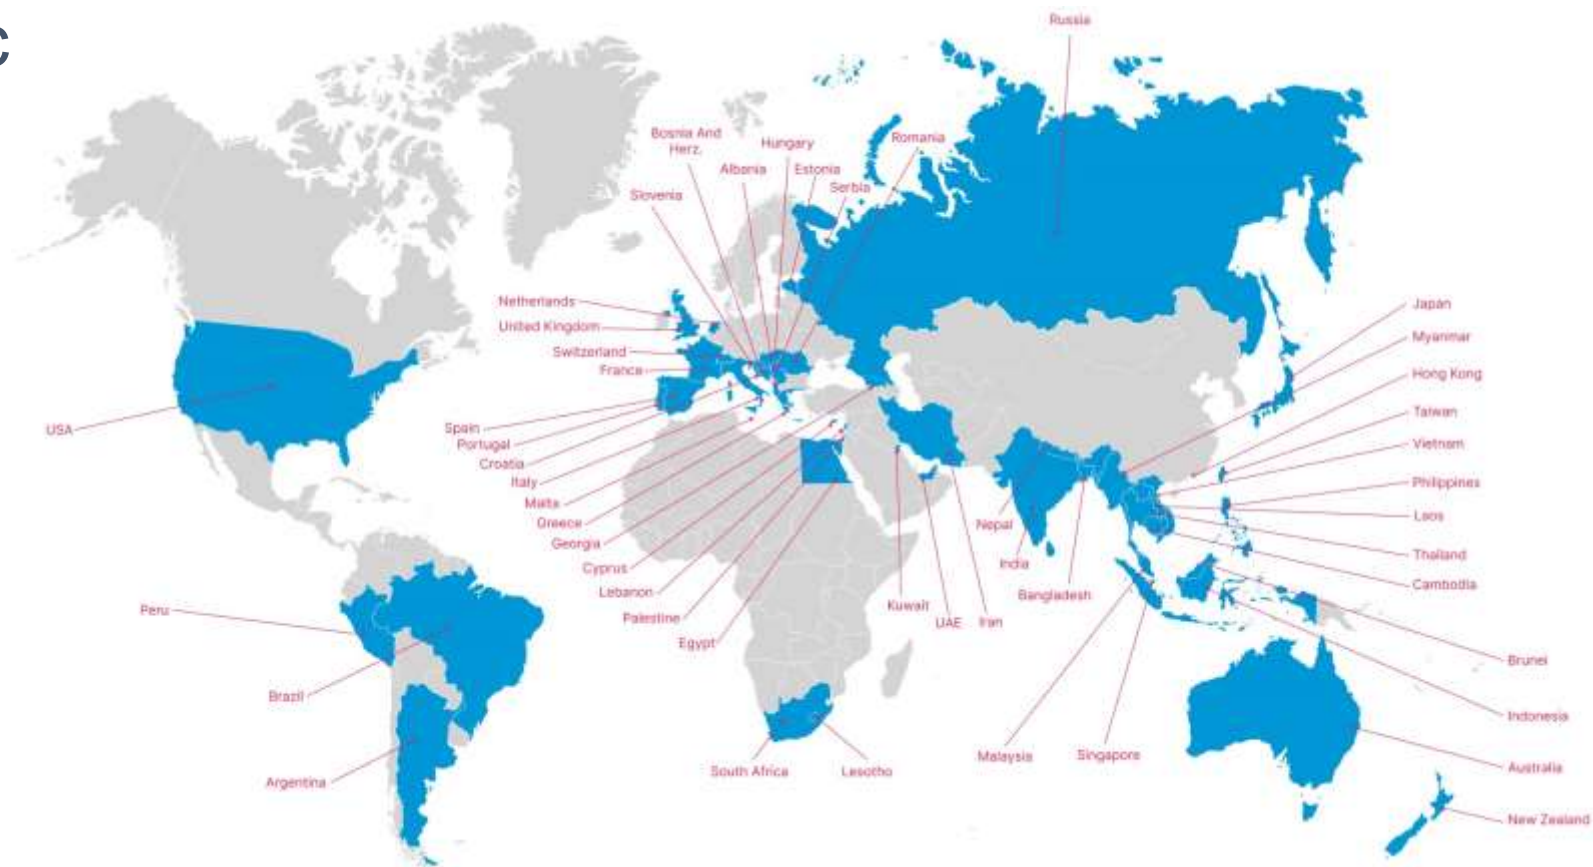 C
Russia
Bosnia And
Herz.
Hungary
Romania
Albania
Estonia
Slovenia
Serbia
Netherlands
United Kingdom
Switzerland
France
Japan
Myanmar
Hong Kong
Taiwan
Vietnam
Philippines
Laos
Thailand
Cambodia
USA
Spain
Portugal
Croatia
Italy
Malta
Greece
Georgia
Cyprus
Lebanon
Palestine
Egypt
Nepal
India
Bangladesh
Kuwait
UAE
Iran
Peru
Brazil
Argentina
South Africa
Lesotho
Malaysia
Singapore
Brunei
Indonesia
Australia
New Zealand